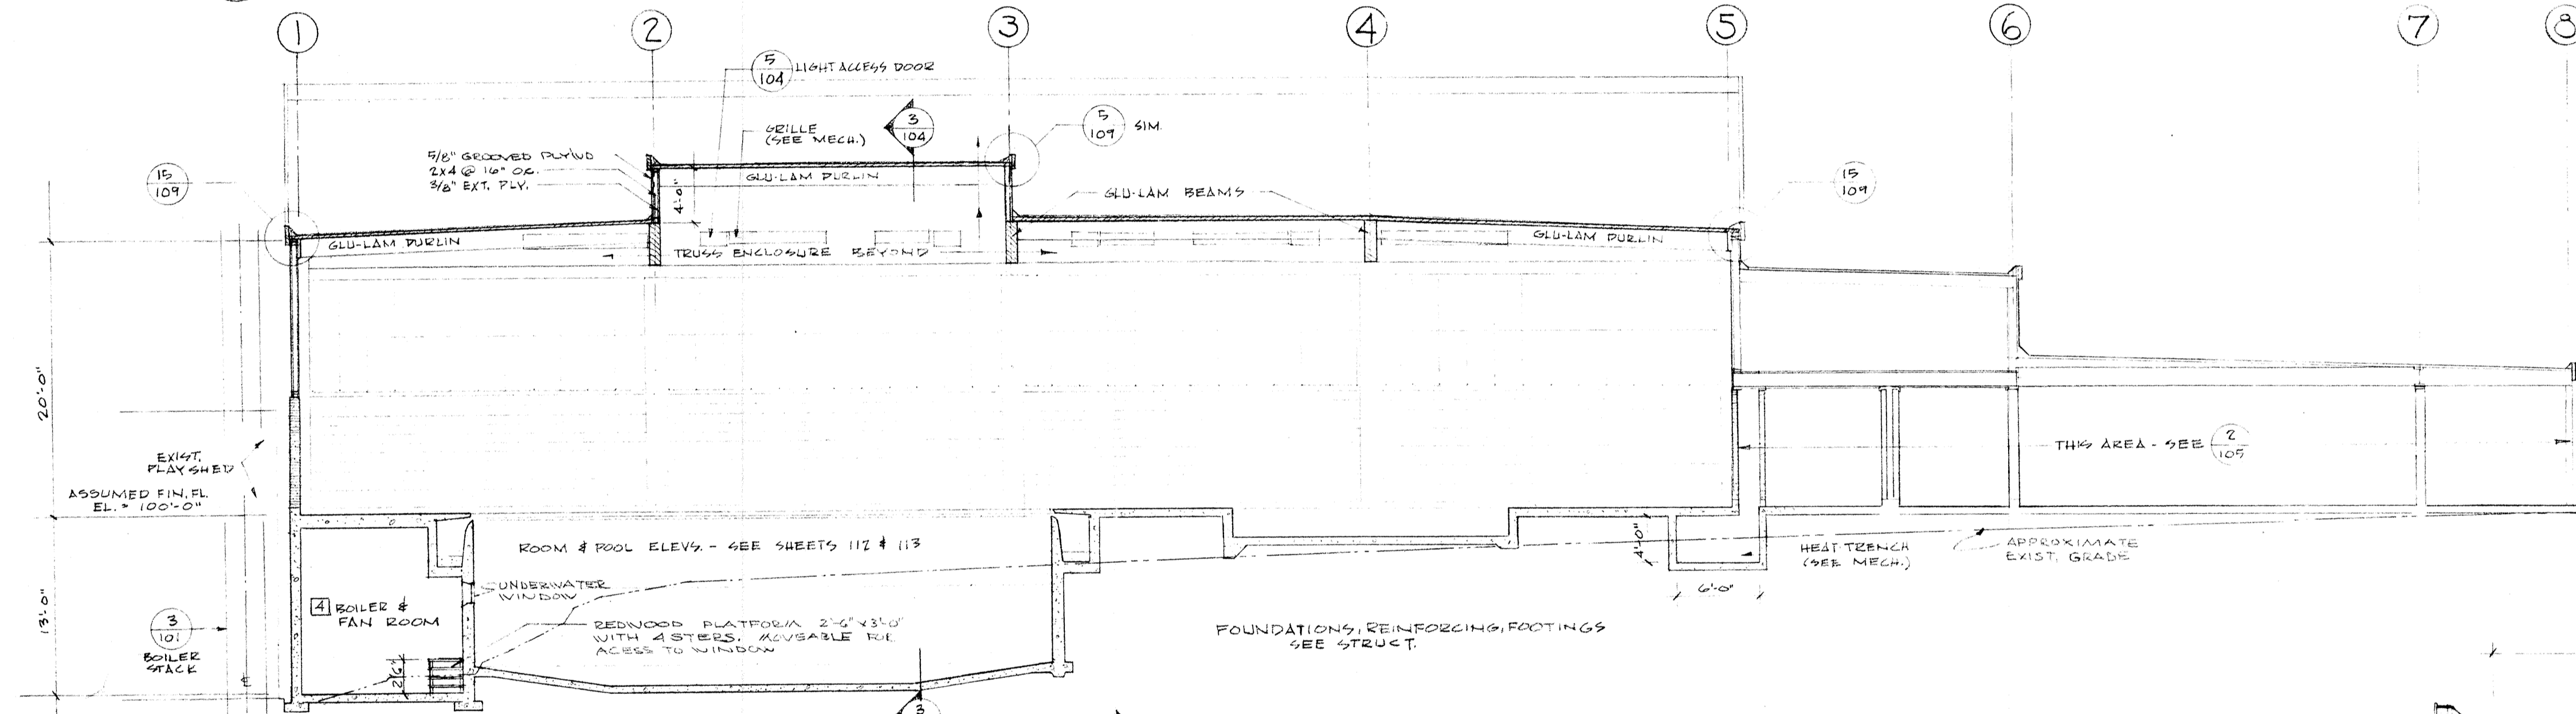 1
2
3
4
5
6
7
8
5
104
LIGHT ACCESS DOOR
GRILLE
(SEE MECH.)
3
104
5
109
SIM.
5/8" GROOVED PLYWD
2X4 @ 16" O.C.
3/8" EXT. PLY.
15
109
15
109
GLU-LAM PURLIN
4'-0"
GLU-LAM BEAMS
GLU-LAM PURLIN
GLU-LAM PURLIN
TRUSS ENCLOSURE BEYOND
20'-0"
EXIST.
PLAY SHED
ASSUMED FIN. FL.
EL. = 100'-0"
THIS AREA - SEE
2
105
ROOM & POOL ELEVS. - SEE SHEETS 112 & 113
4'-0"
HEAT TRENCH
(SEE MECH.)
APPROXIMATE
EXIST. GRADE
6'-0"
UNDERWATER
WINDOW
4 BOILER &
FAN ROOM
REDWOOD PLATFORM 2'-6" X 3'-0"
WITH 4 STEPS. MOVEABLE FOR
ACESS TO WINDOW
13'-0"
3
101
BOILER
STACK
2'6"
FOUNDATIONS, REINFORCING, FOOTINGS
SEE STRUCT.
3